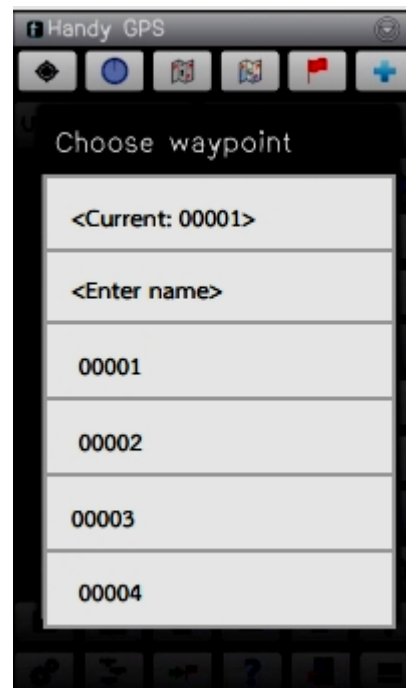 Handy GPS
Choose waypoint
<Current: 00001>
<Enter name>
00001
00002
00003
00004